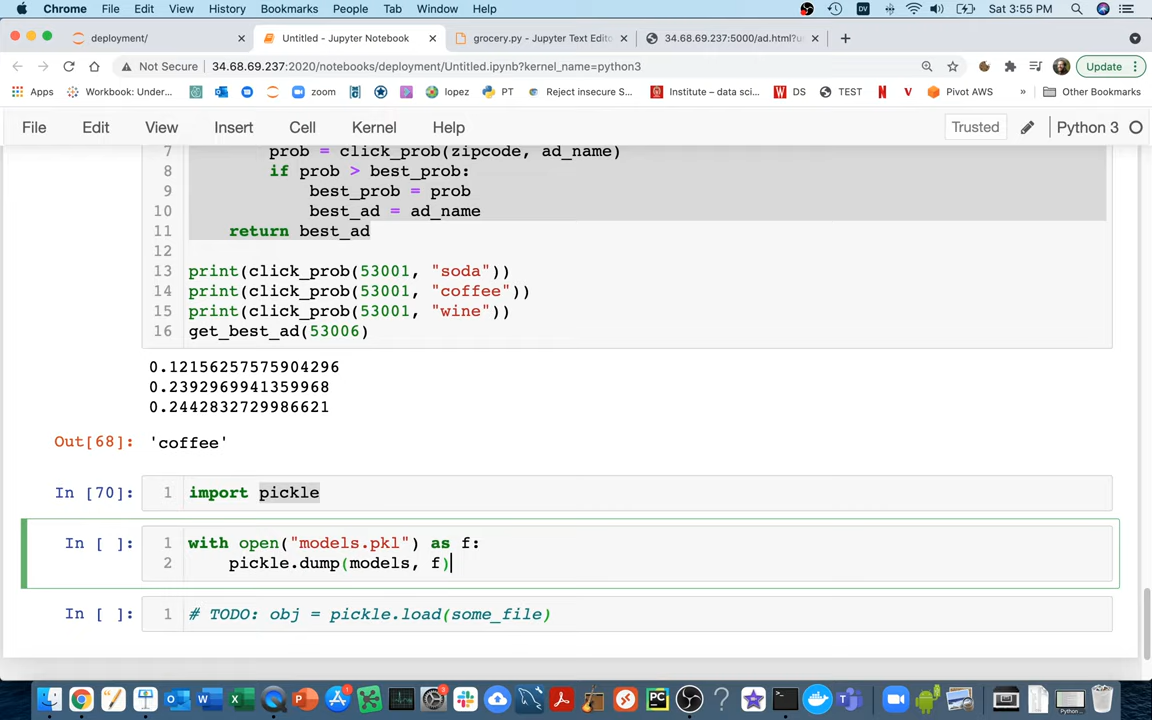 Chrome File Edit View History Bookmarks People Tab Window Help Sat 3:55 PM
deployment/ Untitled - Jupyter Notebook grocery.py - Jupyter Text Edito 34.68.69.237:5000/ad.html?u
Not Secure 34.68.69.237:2020/notebooks/deployment/Untitled.ipynb?kernel_name=python3 Update
Apps Workbook: Under... zoom lopez PT Reject insecure S... Institute – data sci... DS TEST Pivot AWS » Other Bookmarks
File Edit View Insert Cell Kernel Help Trusted Python 3
7 prob = click_prob(zipcode, ad_name)
8 if prob > best_prob:
9 best_prob = prob
10 best_ad = ad_name
11 return best_ad
12
13 print(click_prob(53001, "soda"))
14 print(click_prob(53001, "coffee"))
15 print(click_prob(53001, "wine"))
16 get_best_ad(53006)
0.12156257575904296
0.2392969941359968
0.2442832729986621
Out[68]: 'coffee'
In [70]: 1 import pickle
In [ ]: 1 with open("models.pkl") as f:
2 pickle.dump(models, f)
In [ ]: 1 # TODO: obj = pickle.load(some_file)